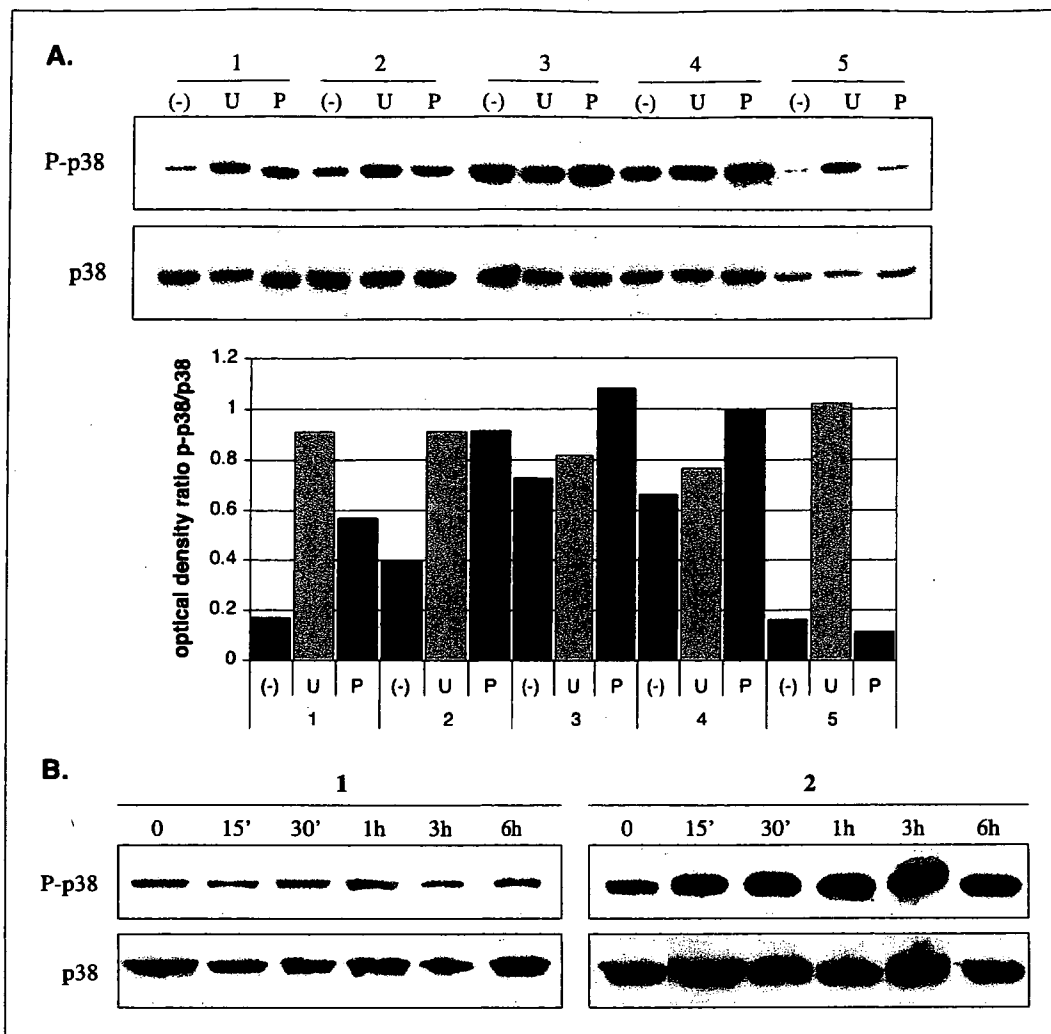 A.
1 2 3 4 5
(-) U P (-) U P (-) U P (-) U P (-) U P
P-p38
p38
optical density ratio p-p38/p38
1.2
1
0.8
0.6
0.4
0.2
0
(-) U P (-) U P (-) U P (-) U P (-) U P
1 2 3 4 5
B.
1 2
0 15' 30' 1h 3h 6h 0 15' 30' 1h 3h 6h
P-p38
p38